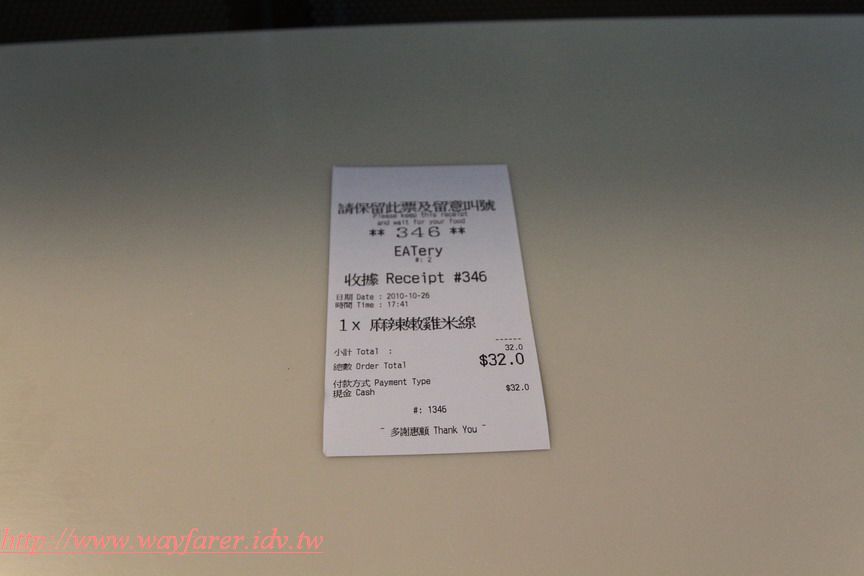 請保留此票及留意叫號
Please keep this receipt
and wait for your food
** 346 **
EATery
#: 2
收據 Receipt #346
日期 Date : 2010-10-26
時間 Time : 17:41
1x 麻辣嫩雞米線
------
小計 Total : 32.0
總數 Order Total $32.0
付款方式 Payment Type
現金 Cash $32.0
#: 1346
~ 多謝惠顧 Thank You ~
http://www.wayfarer.idv.tw